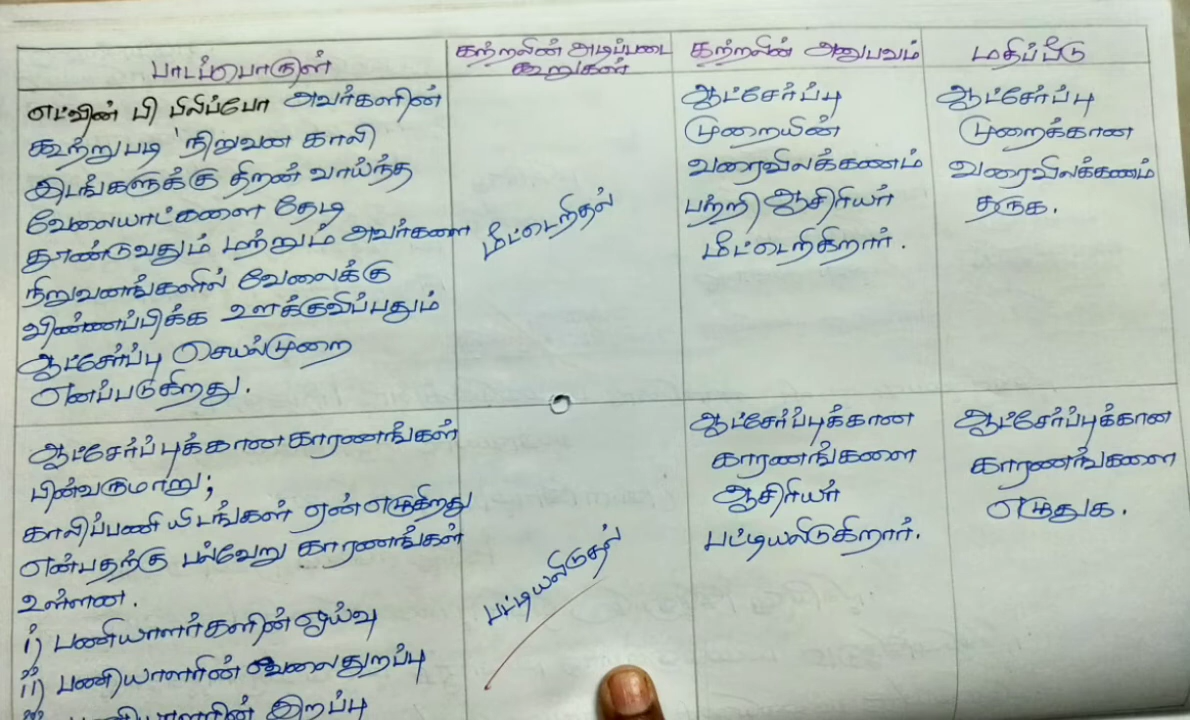 பாடப்பொருள்
கற்றலின் அடிப்படை
கூறுகள்
கற்றலின் அனுபவம்
மதிப்பீடு
எட்வின் பி பிலிப்போ அவர்களின்
கூற்றுபடி 'நிறுவன காலி
இடங்களுக்கு திறன் வாய்ந்த
வேலையாட்களை தேடி
தூண்டுவதும் மற்றும் அவர்களை
நிறுவனங்களில் வேலைக்கு
விண்ணப்பிக்க ஊக்குவிப்பதும்
ஆட்சேர்ப்பு செயல்முறை
எனப்படுகிறது.
மீட்டெறிதல்
ஆட்சேர்ப்பு
முறையின்
வரைவிலக்கணம்
பற்றி ஆசிரியர்
மீட்டெறிகிறார்.
ஆட்சேர்ப்பு
முறைக்கான
வரைவிலக்கணம்
தருக.
ஆட்சேர்ப்புக்கான காரணங்கள்
பின்வருமாறு;
காலிப்பணியிடங்கள் ஏன் எழுகிறது
என்பதற்கு பல்வேறு காரணங்கள்
உள்ளன.
i) பணியாளர்களின் ஓய்வு
ii) பணியாளரின் வேலைதுறப்பு
பணியாளரின் இறப்பு
பட்டியலிடுதல்
ஆட்சேர்ப்புக்கான
காரணங்களை
ஆசிரியர்
பட்டியலிடுகிறார்.
ஆட்சேர்ப்புக்கான
காரணங்களை
எழுதுக.